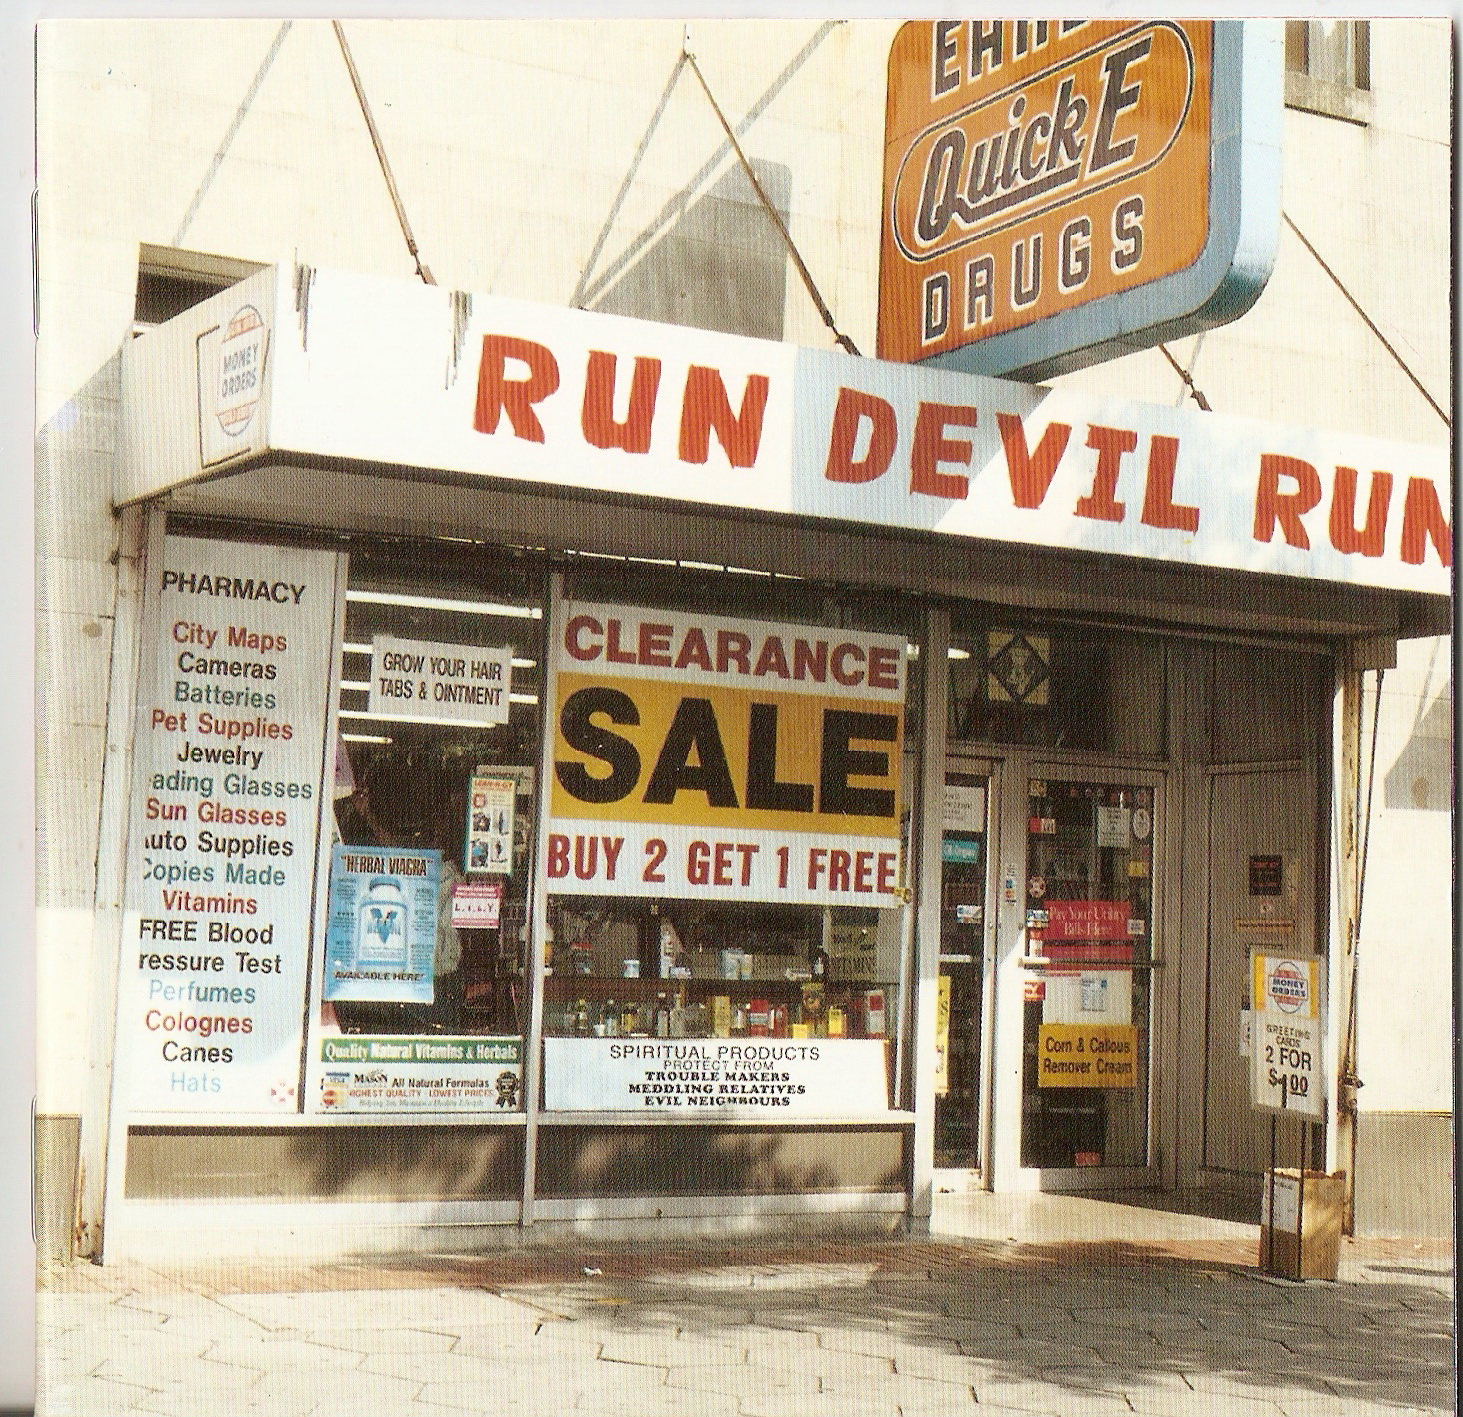 Quick E
DRUGS
MONEY
ORDERS
RUN DEVIL RUN
PHARMACY
City Maps
Cameras
Batteries
Pet Supplies
Jewelry
ading Glasses
Sun Glasses
uto Supplies
Copies Made
Vitamins
FREE Blood
ressure Test
Perfumes
Colognes
Canes
Hats
GROW YOUR HAIR
TABS & OINTMENT
"HERBAL VIAGRA"
AVAILABLE HERE
Quality Natural Vitamins & Herbals
MASON All Natural Formulas
HIGHEST QUALITY - LOWEST PRICES
CLEARANCE
SALE
BUY 2 GET 1 FREE
SPIRITUAL PRODUCTS
PROTECT FROM
TROUBLE MAKERS
MEDDLING RELATIVES
EVIL NEIGHBOURS
Pay Your Utility
Bills Here
Corn & Callous
Remover Cream
MONEY
ORDERS
GREETING
CARDS
2 FOR
$1.00